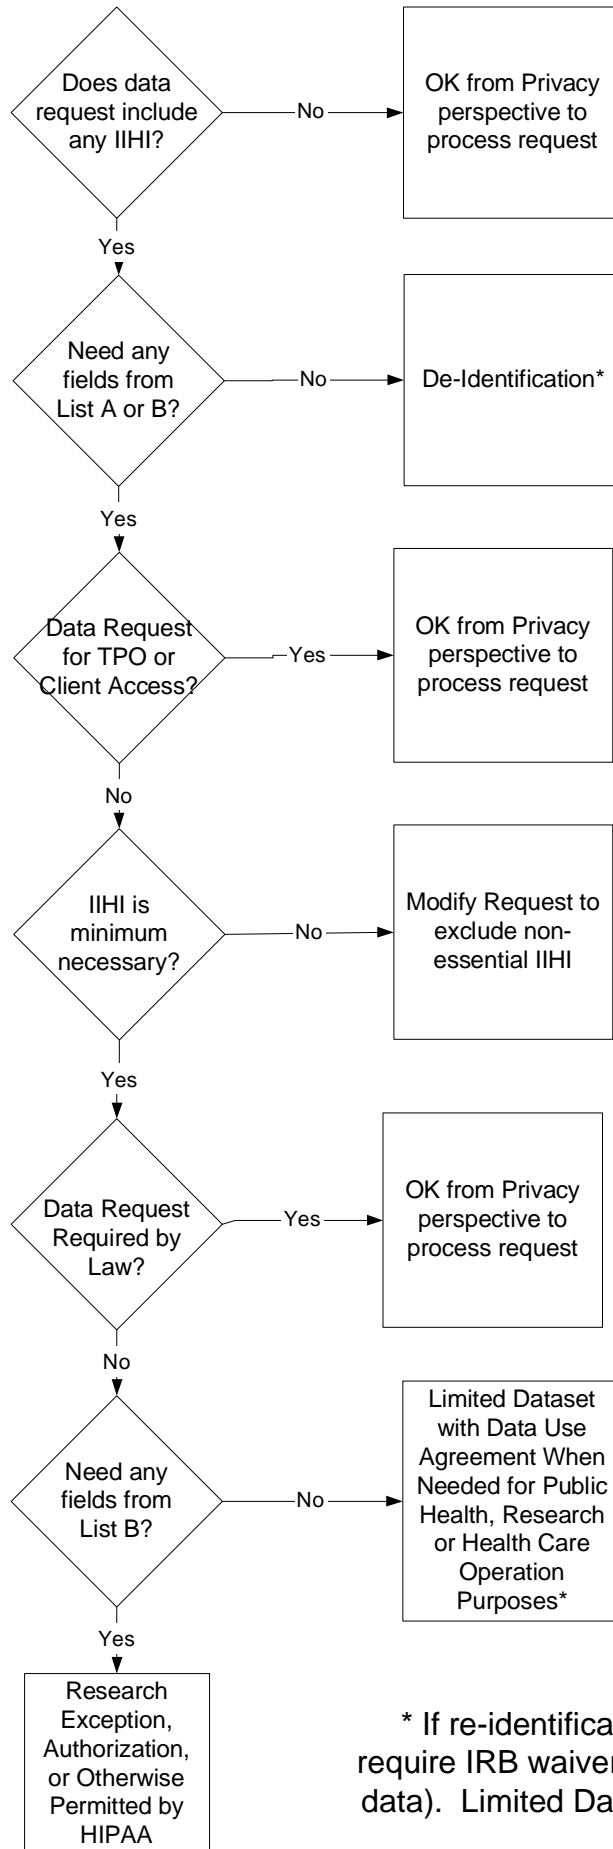 Does data
request include
any IIHI?
No
OK from Privacy
perspective to
process request
Yes
Need any
fields from
List A or B?
No
De-Identification*
Yes
Data Request
for TPO or
Client Access?
Yes
OK from Privacy
perspective to
process request
No
IIHI is
minimum
necessary?
No
Modify Request to
exclude non-
essential IIHI
Yes
Data Request
Required by
Law?
Yes
OK from Privacy
perspective to
process request
No
Need any
fields from
List B?
No
Limited Dataset
with Data Use
Agreement When
Needed for Public
Health, Research
or Health Care
Operation
Purposes*
Yes
Research
Exception,
Authorization,
or Otherwise
Permitted by
HIPAA
* If re-identifica
require IRB waiver
data). Limited Da